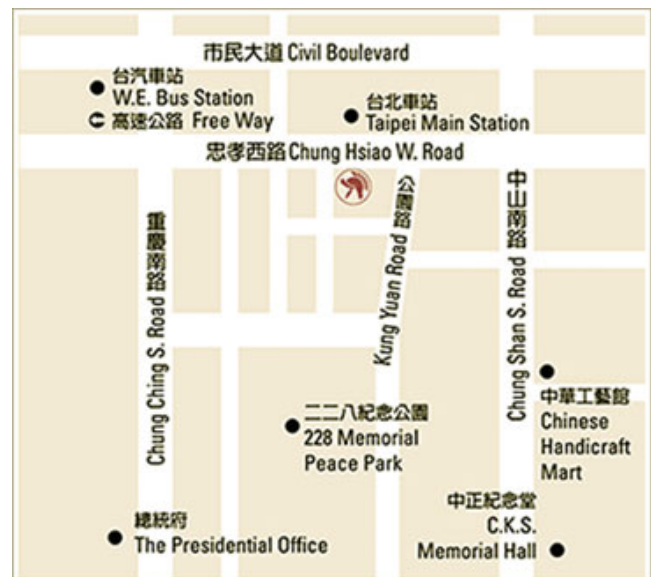 市民大道 Civil Boulevard
台汽車站
W.E. Bus Station
高速公路 Free Way
台北車站
Taipei Main Station
忠孝西路 Chung Hsiao W. Road
重慶南路
Chung Ching S. Road
公園路
Kung Yuan Road
中山南路
Chung Shan S. Road
二二八紀念公園
228 Memorial
Peace Park
中華工藝館
Chinese
Handicraft
Mart
總統府
The Presidential Office
中正紀念堂
C.K.S.
Memorial Hall